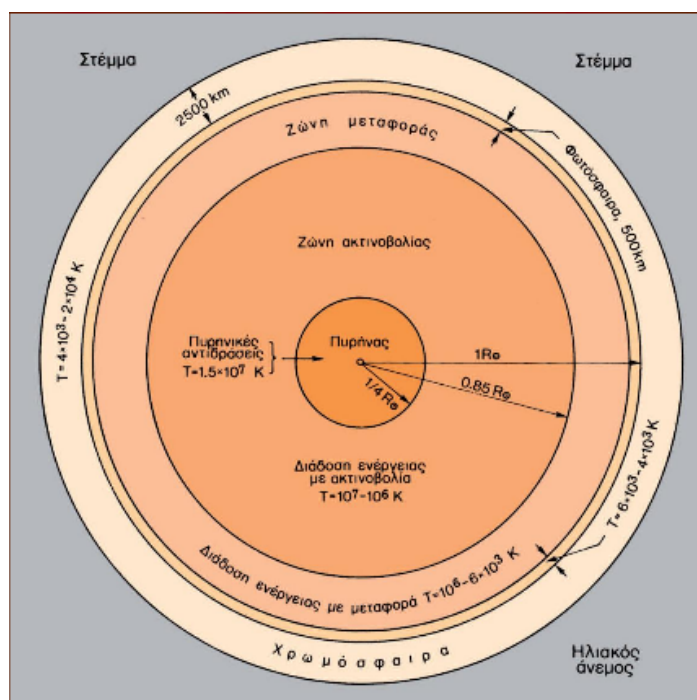 Στέμμα
Στέμμα
2500 km
Ζώνη μεταφοράς
Φωτόσφαιρα, 500km
Ζώνη ακτινοβολίας
T=4×10³-2×10⁴ K
Πυρηνικές
αντιδράσεις
T=1.5×10⁷ K
Πυρήνας
1R⊙
0.85 R⊙
1/4 R⊙
Διάδοση ενέργειας
με ακτινοβολία
T=10⁷-10⁶ K
T=6×10³-4×10³K
Διάδοση ενέργειας με μεταφορά T=10⁶-6×10³ K
Χρωμόσφαιρα
Ηλιακός
άνεμος